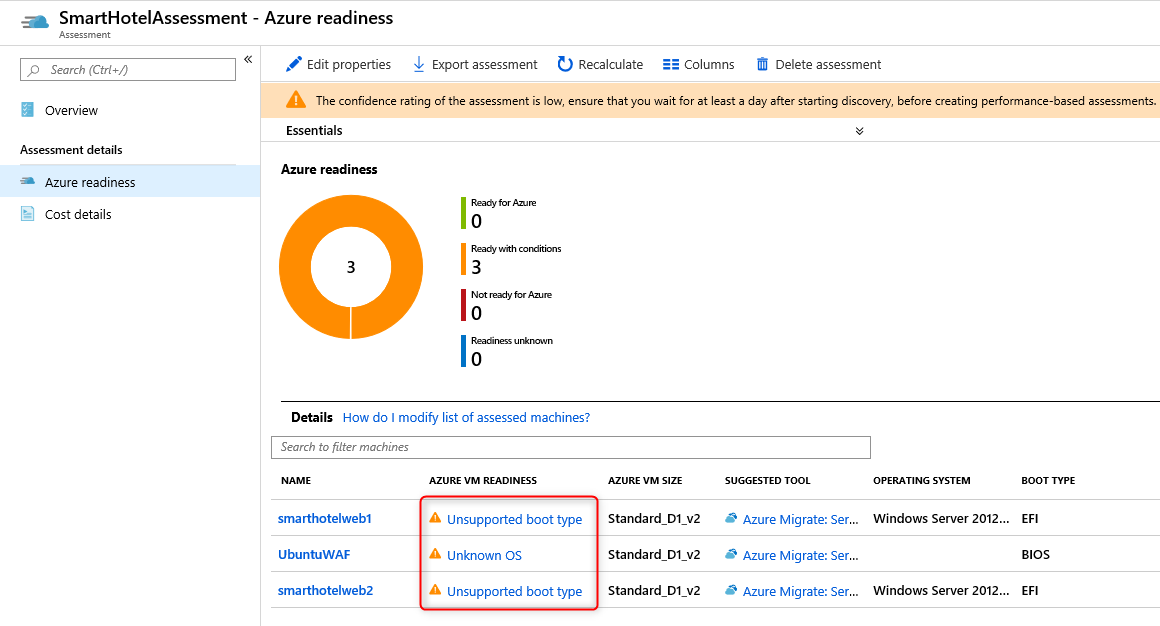 SmartHotelAssessment - Azure readiness
Assessment
Search (Ctrl+/)
«
Overview
Assessment details
Azure readiness
Cost details
Edit properties
Export assessment
Recalculate
Columns
Delete assessment
The confidence rating of the assessment is low, ensure that you wait for at least a day after starting discovery, before creating performance-based assessments.
Essentials
Azure readiness
3
Ready for Azure
0
Ready with conditions
3
Not ready for Azure
0
Readiness unknown
0
Details How do I modify list of assessed machines?
Search to filter machines
NAME AZURE VM READINESS AZURE VM SIZE SUGGESTED TOOL OPERATING SYSTEM BOOT TYPE
smarthotelweb1 Unsupported boot type Standard_D1_v2 Azure Migrate: Ser... Windows Server 2012... EFI
UbuntuWAF Unknown OS Standard_D1_v2 Azure Migrate: Ser... BIOS
smarthotelweb2 Unsupported boot type Standard_D1_v2 Azure Migrate: Ser... Windows Server 2012... EFI